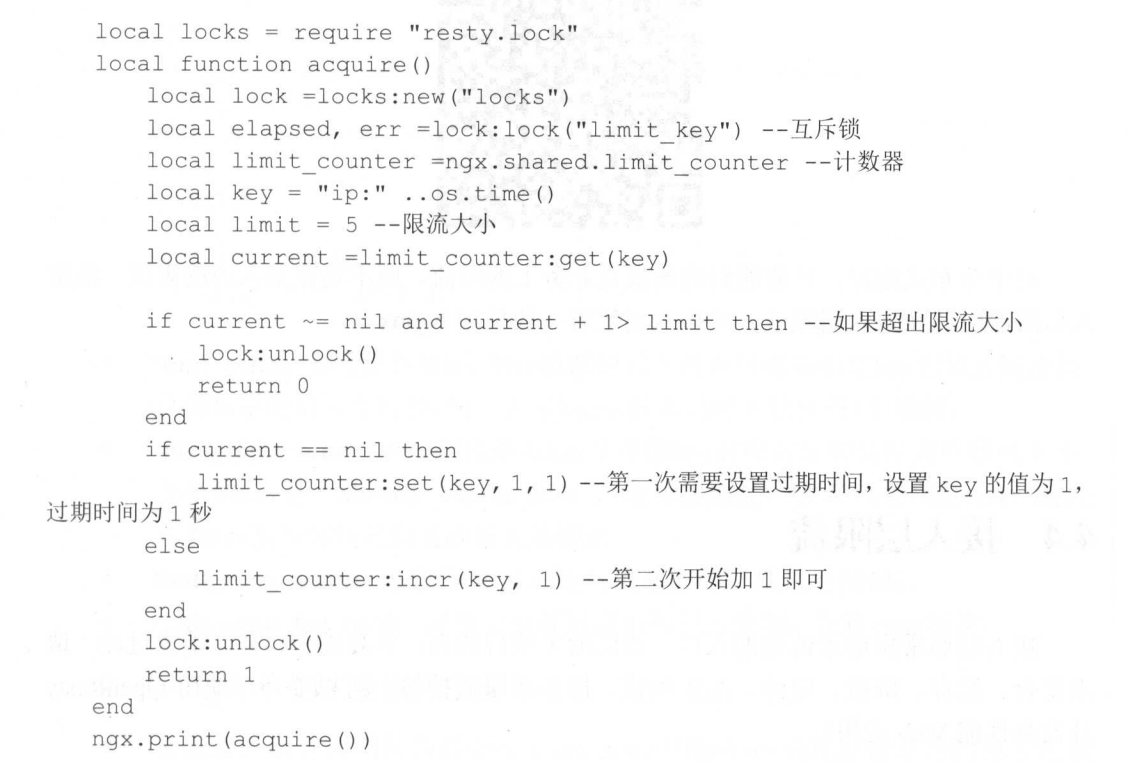 local locks = require "resty.lock"
local function acquire()
local lock =locks:new("locks")
local elapsed, err =lock:lock("limit_key") --互斥锁
local limit_counter =ngx.shared.limit_counter --计数器
local key = "ip:" ..os.time()
local limit = 5 --限流大小
local current =limit_counter:get(key)
if current ~= nil and current + 1> limit then --如果超出限流大小
lock:unlock()
return 0
end
if current == nil then
limit_counter:set(key, 1, 1) --第一次需要设置过期时间，设置 key 的值为 1，
过期时间为 1 秒
else
limit_counter:incr(key, 1) --第二次开始加 1 即可
end
lock:unlock()
return 1
end
ngx.print(acquire())